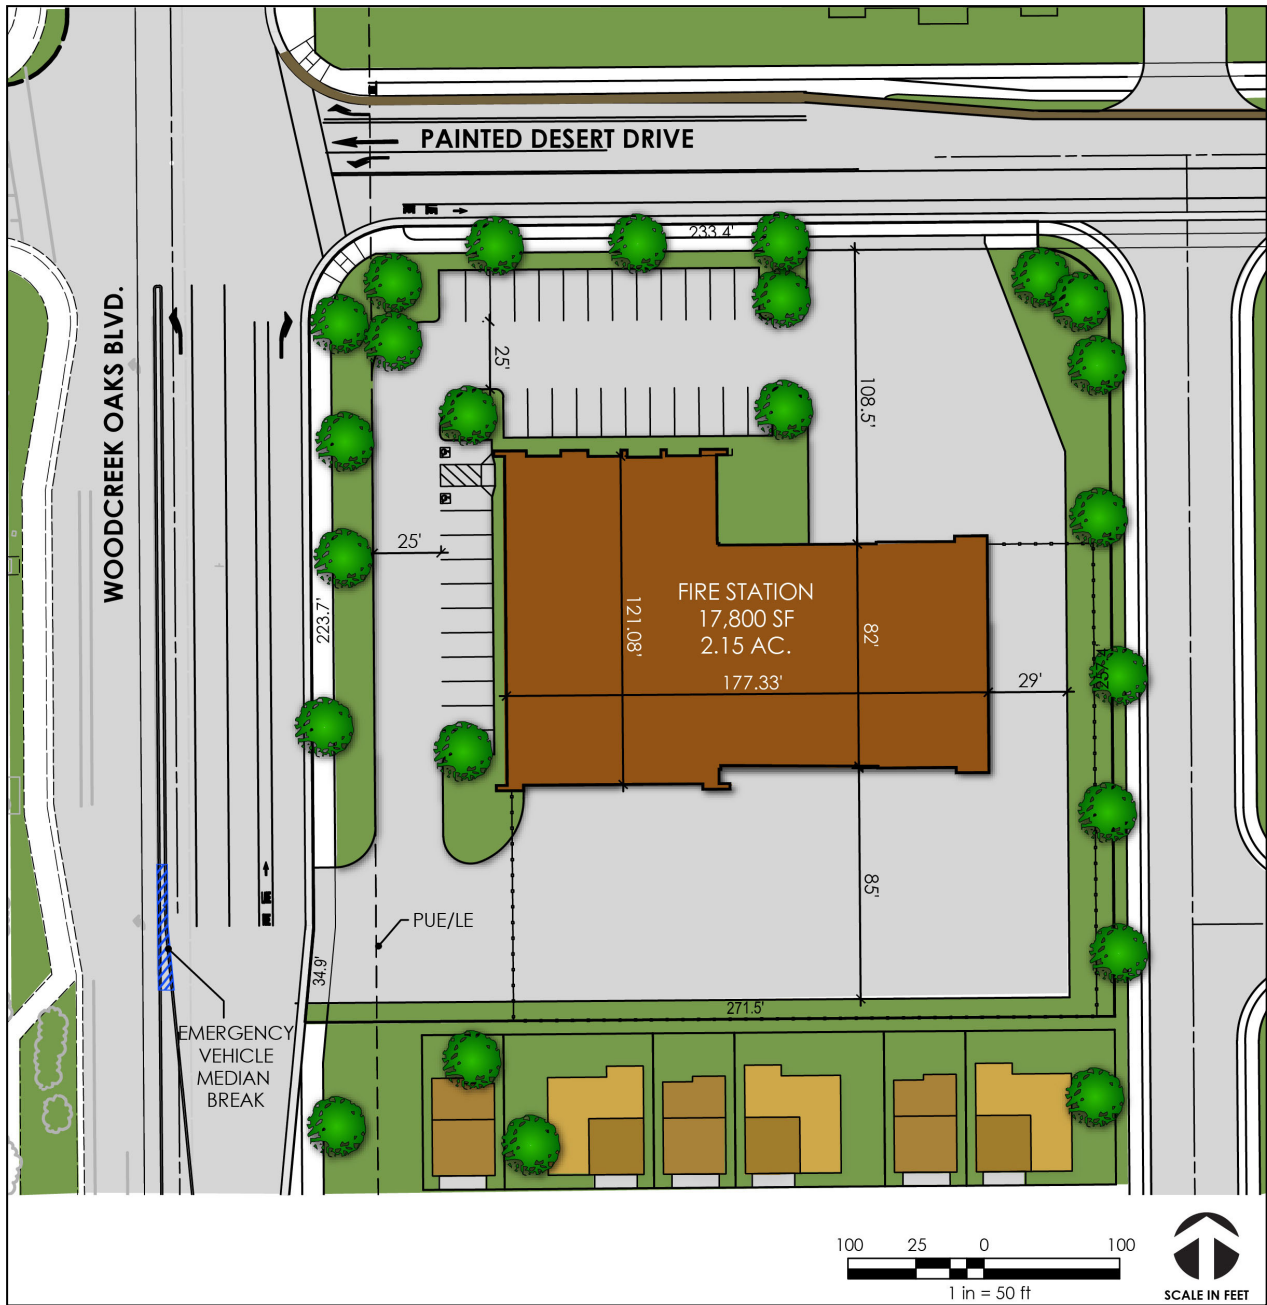 PAINTED DESERT DRIVE
233.4'
WOODCREEK OAKS BLVD.
25'
108.5'
25'
223.7'
FIRE STATION
17,800 SF
2.15 AC.
121.08'
82'
177.33'
29'
257.4'
85'
PUE/LE
34.9'
271.5'
EMERGENCY
VEHICLE
MEDIAN
BREAK
100 25 0 100
1 in = 50 ft
SCALE IN FEET